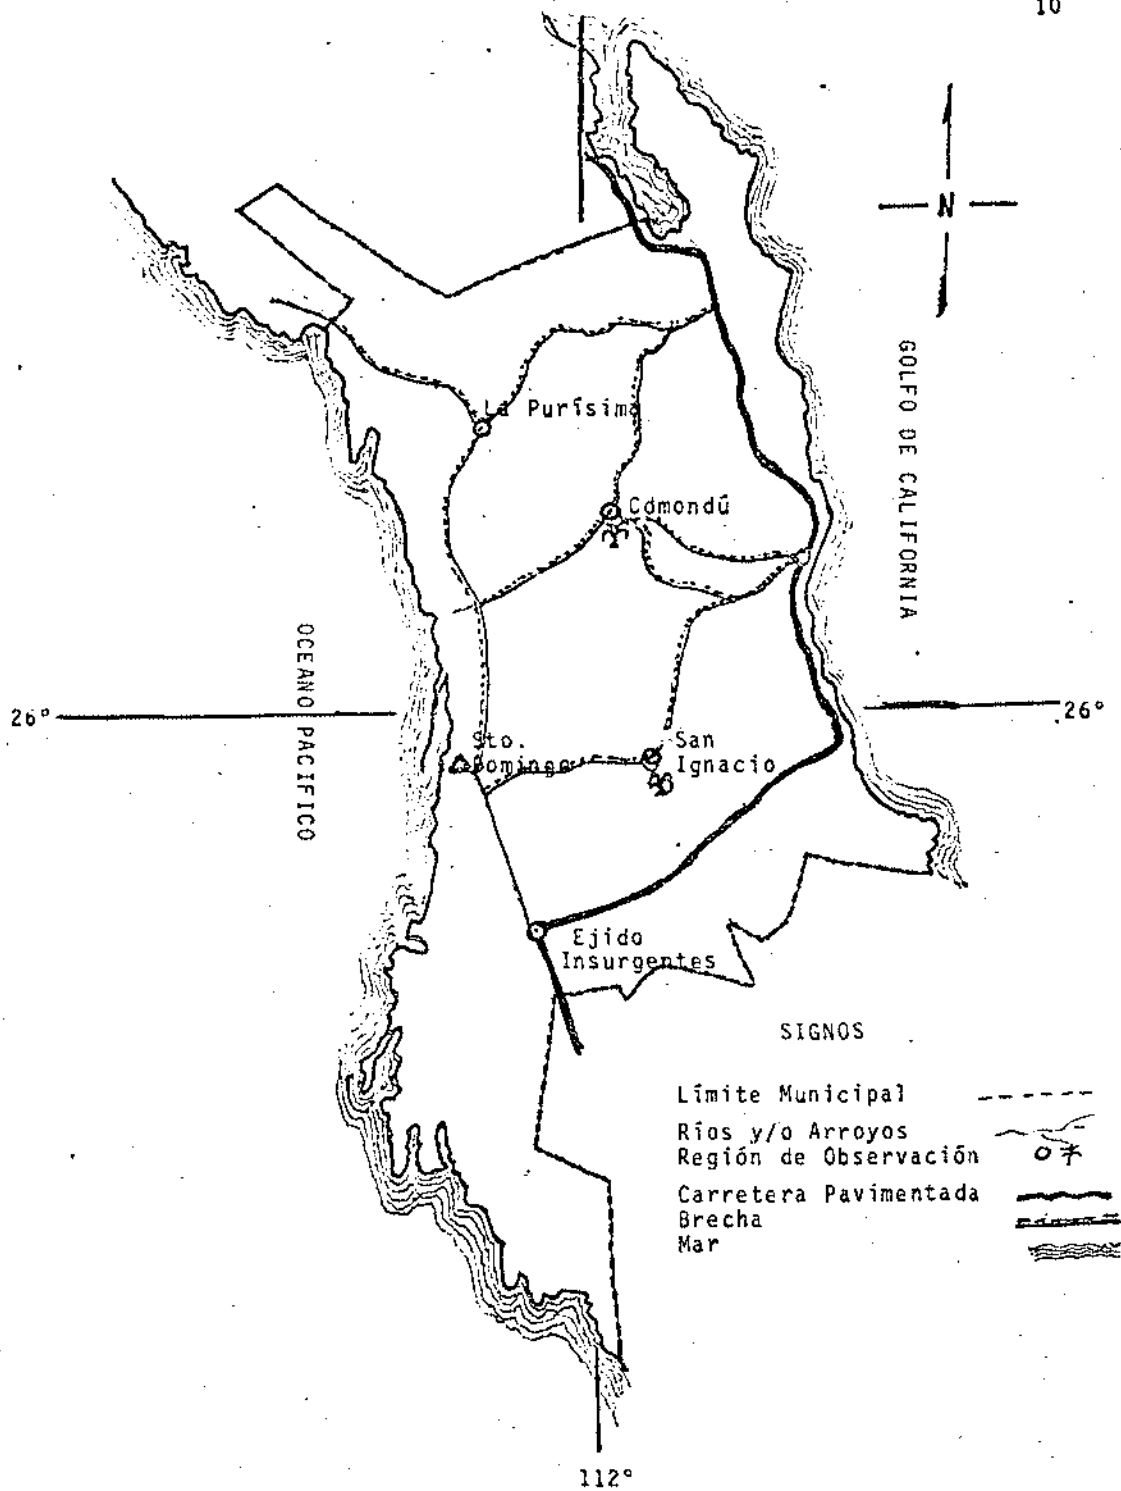 10
N
La Purísima
GOLFO DE CALIFORNIA
Comondú
OCEANO PACIFICO
26°
26°
Sto.
Domingo
San
Ignacio
Ejido
Insurgentes
SIGNOS
Límite Municipal
Ríos y/o Arroyos
Región de Observación
Carretera Pavimentada
Brecha
Mar
112°